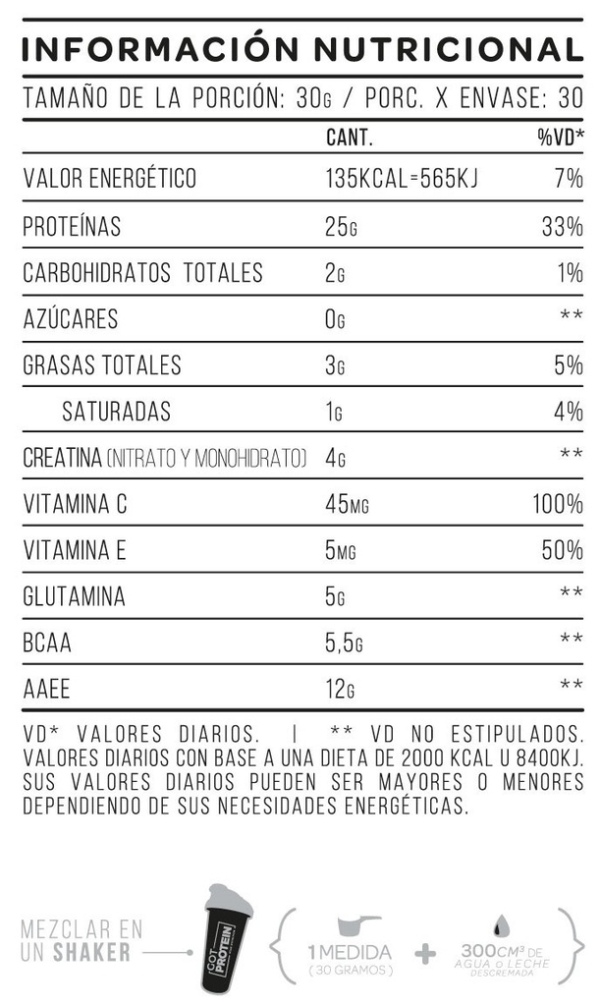 INFORMACIÓN NUTRICIONAL
TAMAÑO DE LA PORCIÓN: 30G / PORC. X ENVASE: 30
CANT. %VD*
VALOR ENERGÉTICO 135KCAL=565KJ 7%
PROTEÍNAS 25G 33%
CARBOHIDRATOS TOTALES 2G 1%
AZÚCARES 0G **
GRASAS TOTALES 3G 5%
SATURADAS 1G 4%
CREATINA (NITRATO Y MONOHIDRATO) 4G **
VITAMINA C 45MG 100%
VITAMINA E 5MG 50%
GLUTAMINA 5G **
BCAA 5,5G **
AAEE 12G **
VD* VALORES DIARIOS. | ** VD NO ESTIPULADOS.
VALORES DIARIOS CON BASE A UNA DIETA DE 2000 KCAL U 8400KJ.
SUS VALORES DIARIOS PUEDEN SER MAYORES O MENORES
DEPENDIENDO DE SUS NECESIDADES ENERGÉTICAS.
MEZCLAR EN
UN SHAKER
GOT
PROTEIN
1 MEDIDA
(30 GRAMOS)
+
300CM³ DE
AGUA o LECHE
DESCREMADA